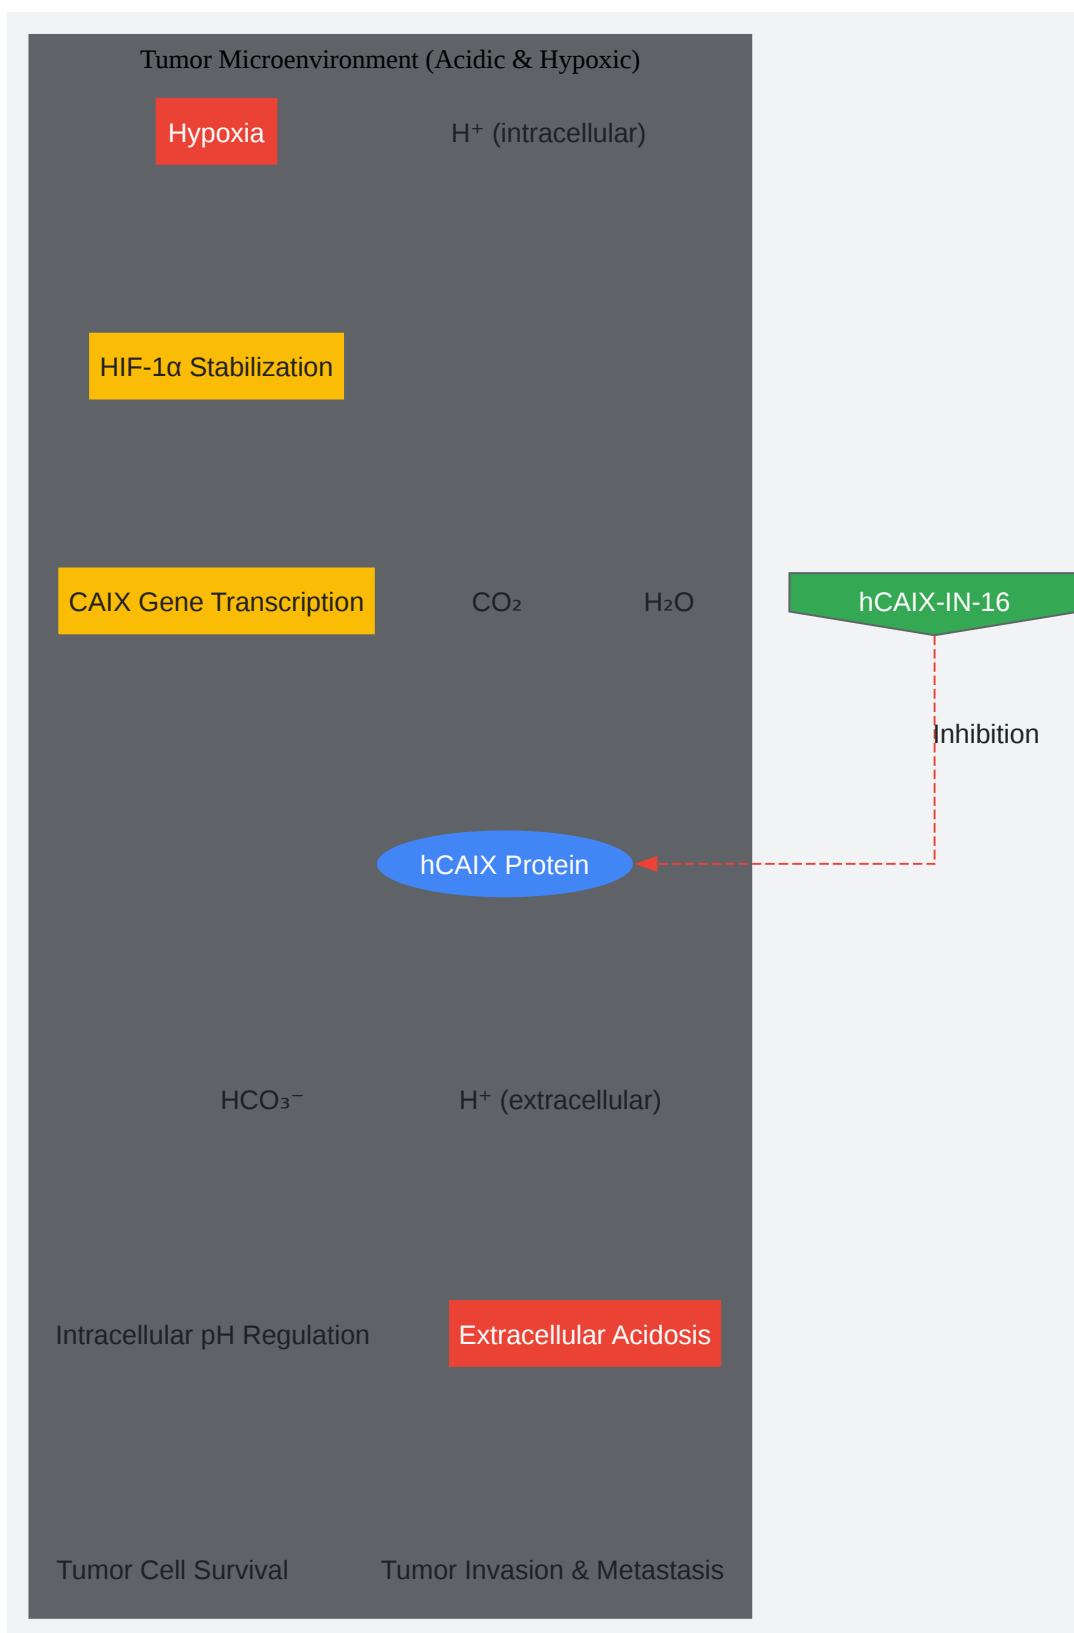 Tumor Microenvironment (Acidic & Hypoxic)
Hypoxia
H⁺ (intracellular)
HIF-1α Stabilization
CAIX Gene Transcription
CO₂
H₂O
hCAIX-IN-16
Inhibition
hCAIX Protein
HCO₃⁻
H⁺ (extracellular)
Intracellular pH Regulation
Extracellular Acidosis
Tumor Cell Survival
Tumor Invasion & Metastasis